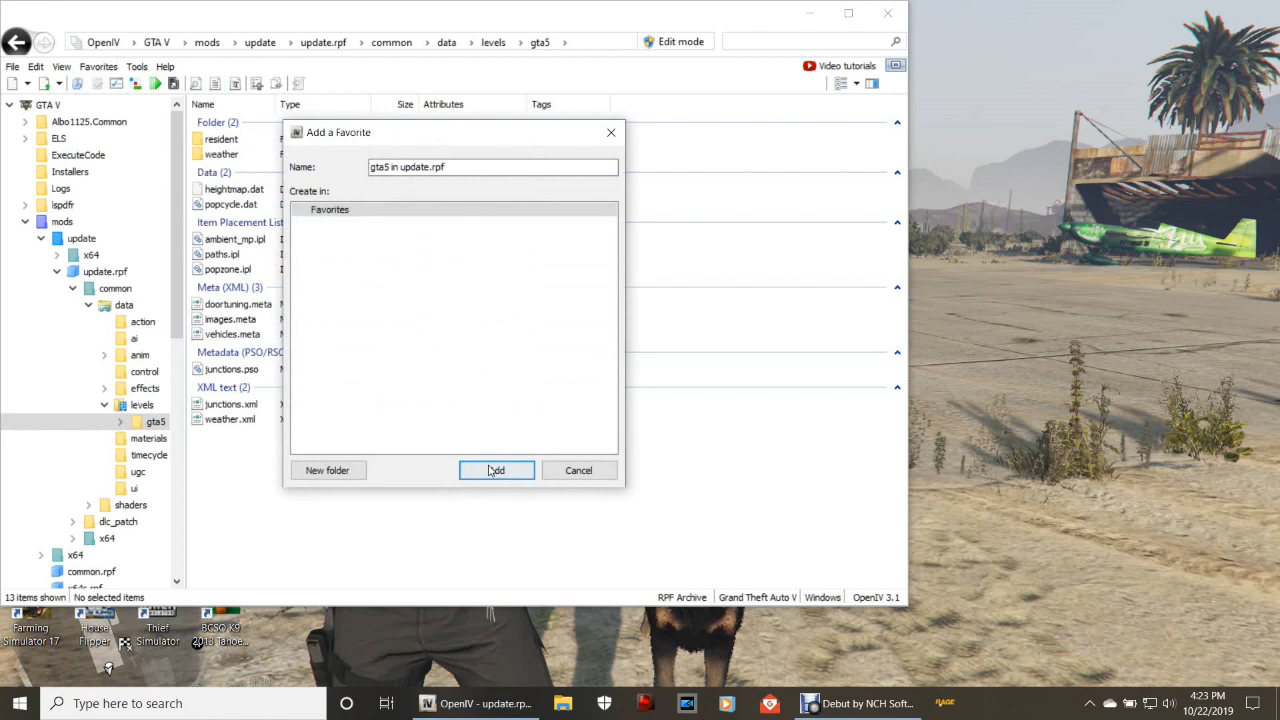 OpenIV GTA V mods update update.rpf common data levels gta5 Edit mode
File Edit View Favorites Tools Help Video tutorials
GTA V
Albo1125.Common
ELS
ExecuteCode
Installers
Logs
lspdfr
mods
update
x64
update.rpf
common
data
action
ai
anim
control
effects
levels
gta5
materials
timecycle
ugc
ui
shaders
dlc_patch
x64
x64
common.rpf
Name Type Size Attributes Tags
Folder (2)
resident
weather
Data (2)
heightmap.dat
popcycle.dat
Item Placement List
ambient_mp.ipl
paths.ipl
popzone.ipl
Meta (XML) (3)
doortuning.meta
images.meta
vehicles.meta
Metadata (PSO/RSC
junctions.pso
XML text (2)
junctions.xml
weather.xml
Add a Favorite
Name: gta5 in update.rpf
Create in:
Favorites
New folder Add Cancel
13 items shown No selected items RPF Archive Grand Theft Auto V Windows OpenIV 3.1
Farming
Simulator 17
House
Flipper
Thief
Simulator
BCSO K9
2013 Tahoe...
Type here to search
OpenIV - update.rp...
Debut by NCH Soft...
RAGE
4:23 PM
10/22/2019